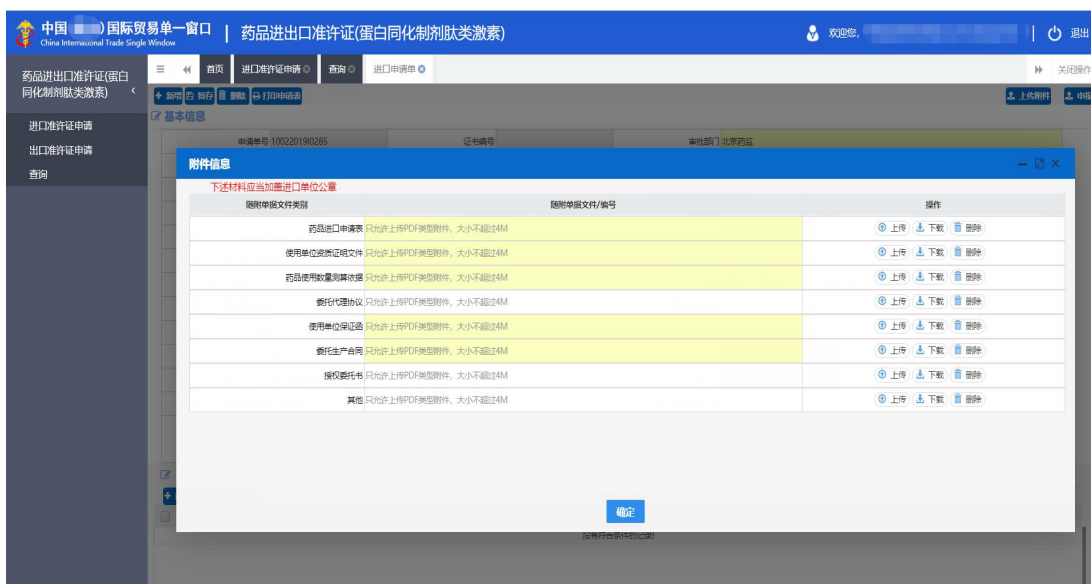 中国 )国际贸易单一窗口 | 药品进出口准许证(蛋白同化制剂肽类激素)
China International Trade Single Window
欢迎您,
退出
药品进出口准许证(蛋白同化制剂肽类激素)
进口准许证申请
出口准许证申请
查询
首页 进口准许证申请 查询 进口申请单 关闭操作
新增 暂存 删除 打印申请表 上传附件
基本信息
申请单号 证书编号 审批部门 北京药监
附件信息
下述材料应当加盖进口单位公章
随附单据文件类别 随附单据文件/编号 操作
药品进口申请表 只允许上传PDF类型附件，大小不超过4M 上传 下载 删除
使用单位资质证明文件 只允许上传PDF类型附件，大小不超过4M 上传 下载 删除
药品使用数量测算依据 只允许上传PDF类型附件，大小不超过4M 上传 下载 删除
委托代理协议 只允许上传PDF类型附件，大小不超过4M 上传 下载 删除
使用单位保证函 只允许上传PDF类型附件，大小不超过4M 上传 下载 删除
委托生产合同 只允许上传PDF类型附件，大小不超过4M 上传 下载 删除
授权委托书 只允许上传PDF类型附件，大小不超过4M 上传 下载 删除
其他 只允许上传PDF类型附件，大小不超过4M 上传 下载 删除
确定
没有符合条件的记录!